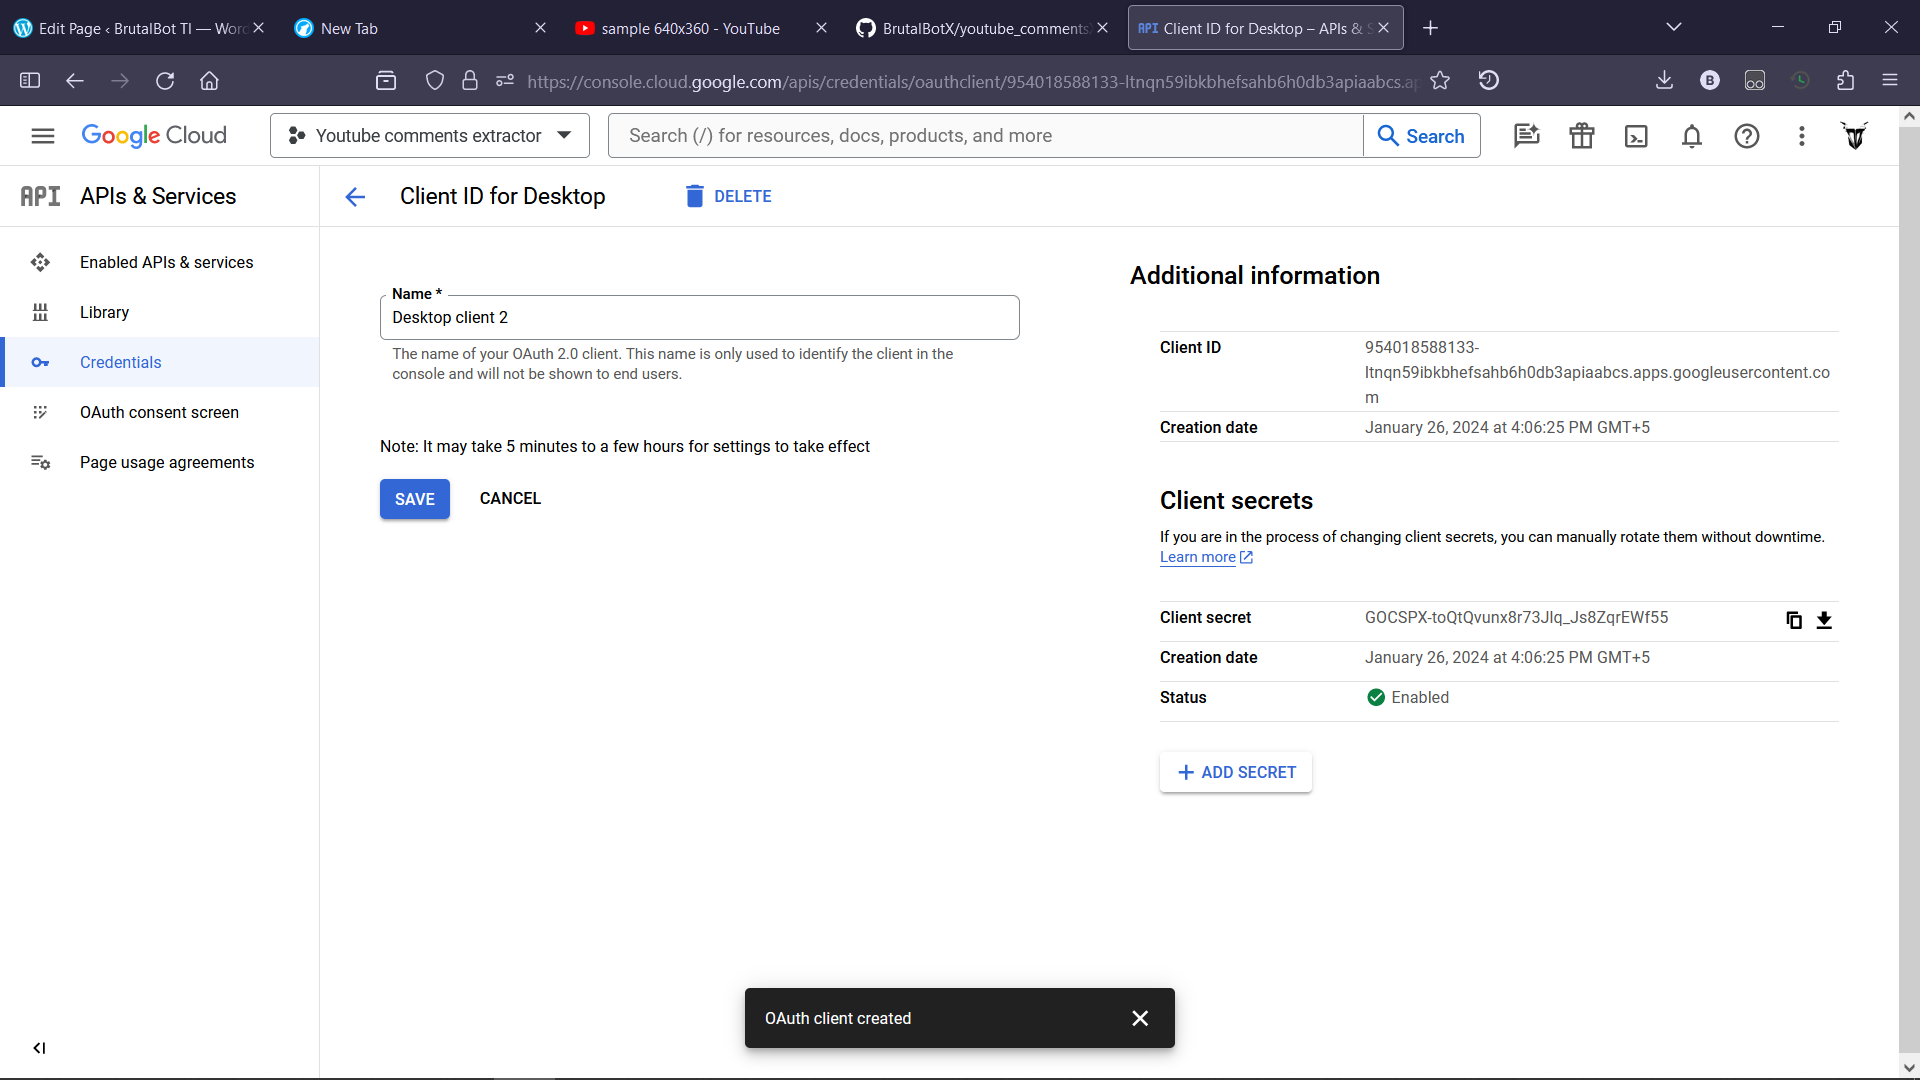 Edit Page ‹ BrutalBot TI — Word
New Tab
sample 640x360 - YouTube
BrutalBotX/youtube_comments
API Client ID for Desktop – APIs & S
https://console.cloud.google.com/apis/credentials/oauthclient/954018588133-ltnqn59ibkbhefsahb6h0db3apiaabcs.ap
B
Google Cloud
Youtube comments extractor
Search (/) for resources, docs, products, and more
Search
API APIs & Services
Client ID for Desktop
DELETE
Enabled APIs & services
Library
Credentials
OAuth consent screen
Page usage agreements
Name *
Desktop client 2
The name of your OAuth 2.0 client. This name is only used to identify the client in the
console and will not be shown to end users.
Note: It may take 5 minutes to a few hours for settings to take effect
SAVE
CANCEL
Additional information
Client ID
954018588133-
ltnqn59ibkbhefsahb6h0db3apiaabcs.apps.googleusercontent.co
m
Creation date
January 26, 2024 at 4:06:25 PM GMT+5
Client secrets
If you are in the process of changing client secrets, you can manually rotate them without downtime.
Learn more
Client secret
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
Creation date
January 26, 2024 at 4:06:25 PM GMT+5
Status
Enabled
ADD SECRET
OAuth client created